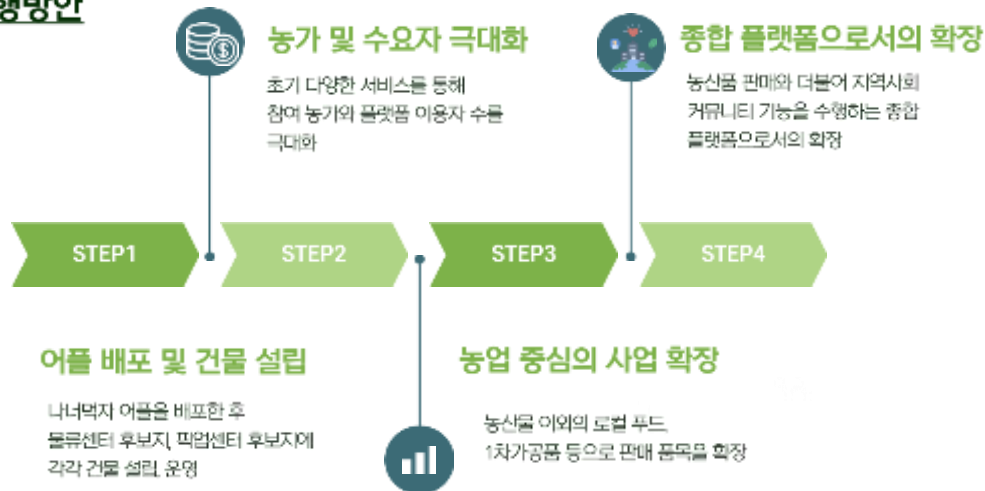 행방안
농가 및 수요자 극대화
초기 다양한 서비스를 통해
참여 농가와 플랫폼 이용자 수를
극대화
종합 플랫폼으로서의 확장
농산품 판매와 더불어 지역사회
커뮤니티 기능을 수행하는 종합
플랫폼으로서의 확장
STEP1
STEP2
STEP3
STEP4
어플 배포 및 건물 설립
나너먹자 어플을 배포한 후
물류센터 후보지, 픽업센터 후보지에
각각 건물 설립, 운영
농업 중심의 사업 확장
농산물 이외의 로컬 푸드,
1차가공품 등으로 판매 품목을 확장